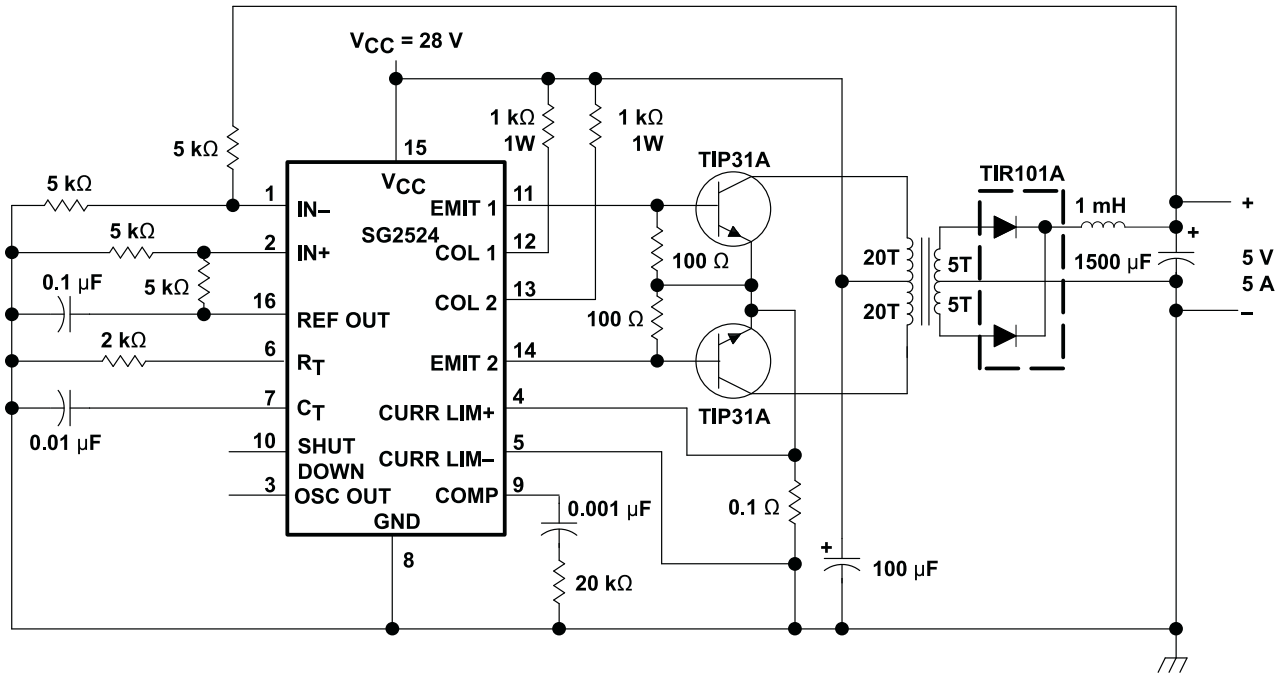 VCC = 28 V
1 kΩ
1W
1 kΩ
1W
5 kΩ
15
TIP31A
TIR101A
5 kΩ
1
VCC
11
1 mH
+
IN–
EMIT 1
SG2524
+
5 kΩ
2
IN+
COL 1
12
20T
5T
5 V
5 A
100 Ω
1500 µF
0.1 µF
5 kΩ
16
REF OUT
COL 2
13
20T
5T
–
100 Ω
2 kΩ
6
RT
EMIT 2
14
7
CT
CURR LIM+
4
TIP31A
0.01 µF
10
SHUT
DOWN
CURR LIM–
5
3
OSC OUT
COMP
9
0.001 µF
0.1 Ω
GND
8
+
100 µF
20 kΩ